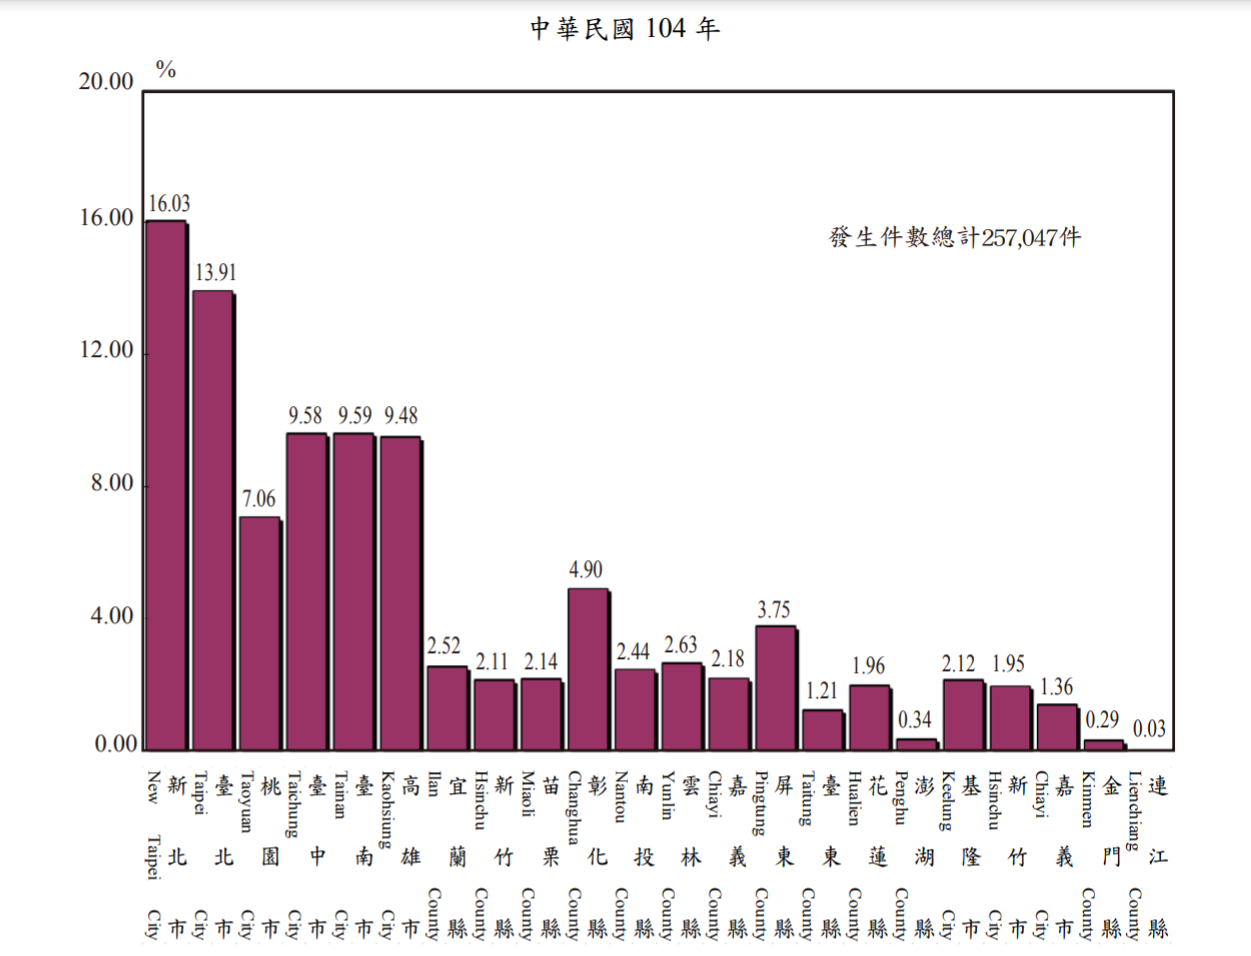 中華民國 104 年
%
20.00
16.00
12.00
8.00
4.00
0.00
發生件數總計257,047件
16.03
13.91
7.06
9.58
9.59
9.48
2.52
2.11
2.14
4.90
2.44
2.63
2.18
3.75
1.21
1.96
0.34
2.12
1.95
1.36
0.29
0.03
New Taipei City
新北市
Taipei City
臺北市
Taoyuan City
桃園市
Taichung City
臺中市
Tainan City
臺南市
Kaohsiung City
高雄市
Ilan County
宜蘭縣
Hsinchu County
新竹縣
Miaoli County
苗栗縣
Changhua County
彰化縣
Nantou County
南投縣
Yunlin County
雲林縣
Chiayi County
嘉義縣
Pingtung County
屏東縣
Taitung County
臺東縣
Hualien County
花蓮縣
Penghu County
澎湖縣
Keelung City
基隆市
Hsinchu City
新竹市
Chiayi City
嘉義市
Kinmen County
金門縣
Lienchiang County
連江縣